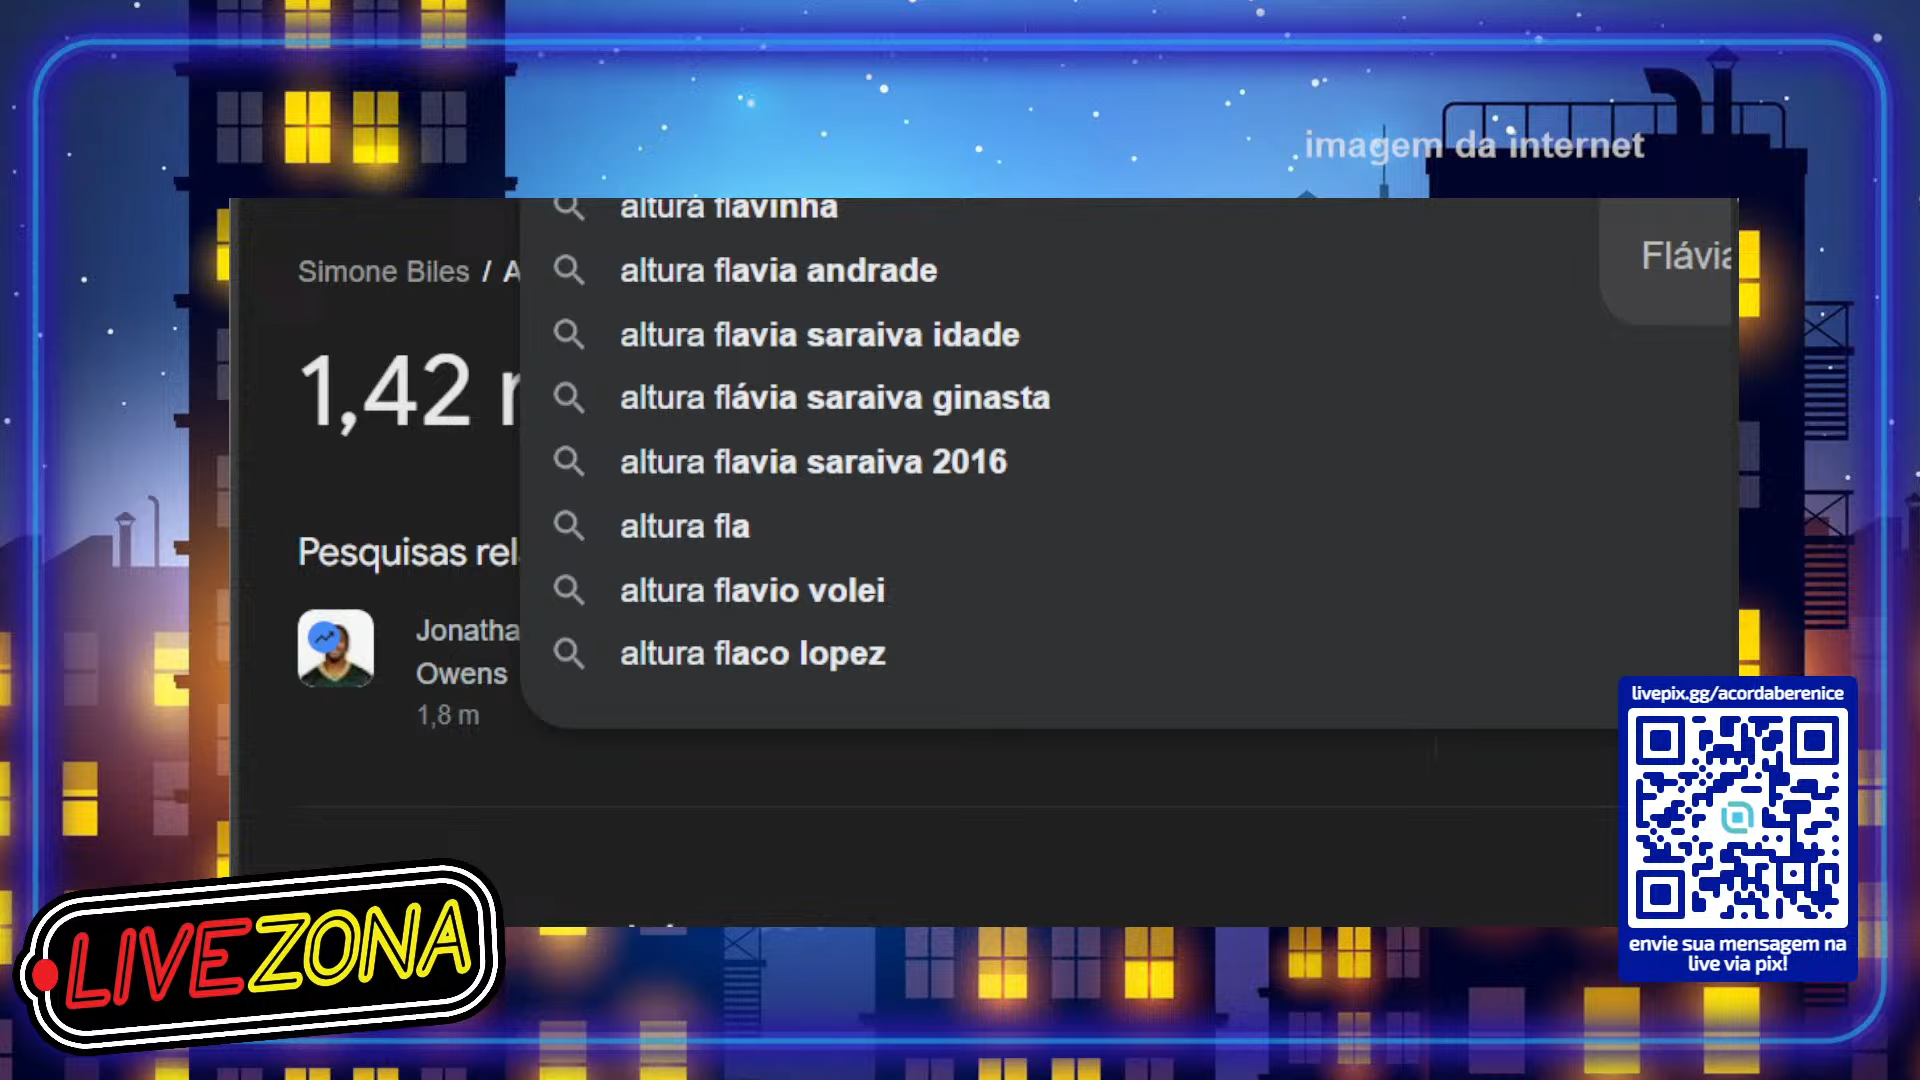 imagem da internet
altura flavinha
Flávia
Simone Biles / A
altura flavia andrade
altura flavia saraiva idade
1,42
altura flávia saraiva ginasta
altura flavia saraiva 2016
altura fla
Pesquisas rel
altura flavio volei
Jonatha
Owens
1,8 m
altura flaco lopez
livepix.gg/acordaberenice
envie sua mensagem na
live via pix!
LIVEZONA